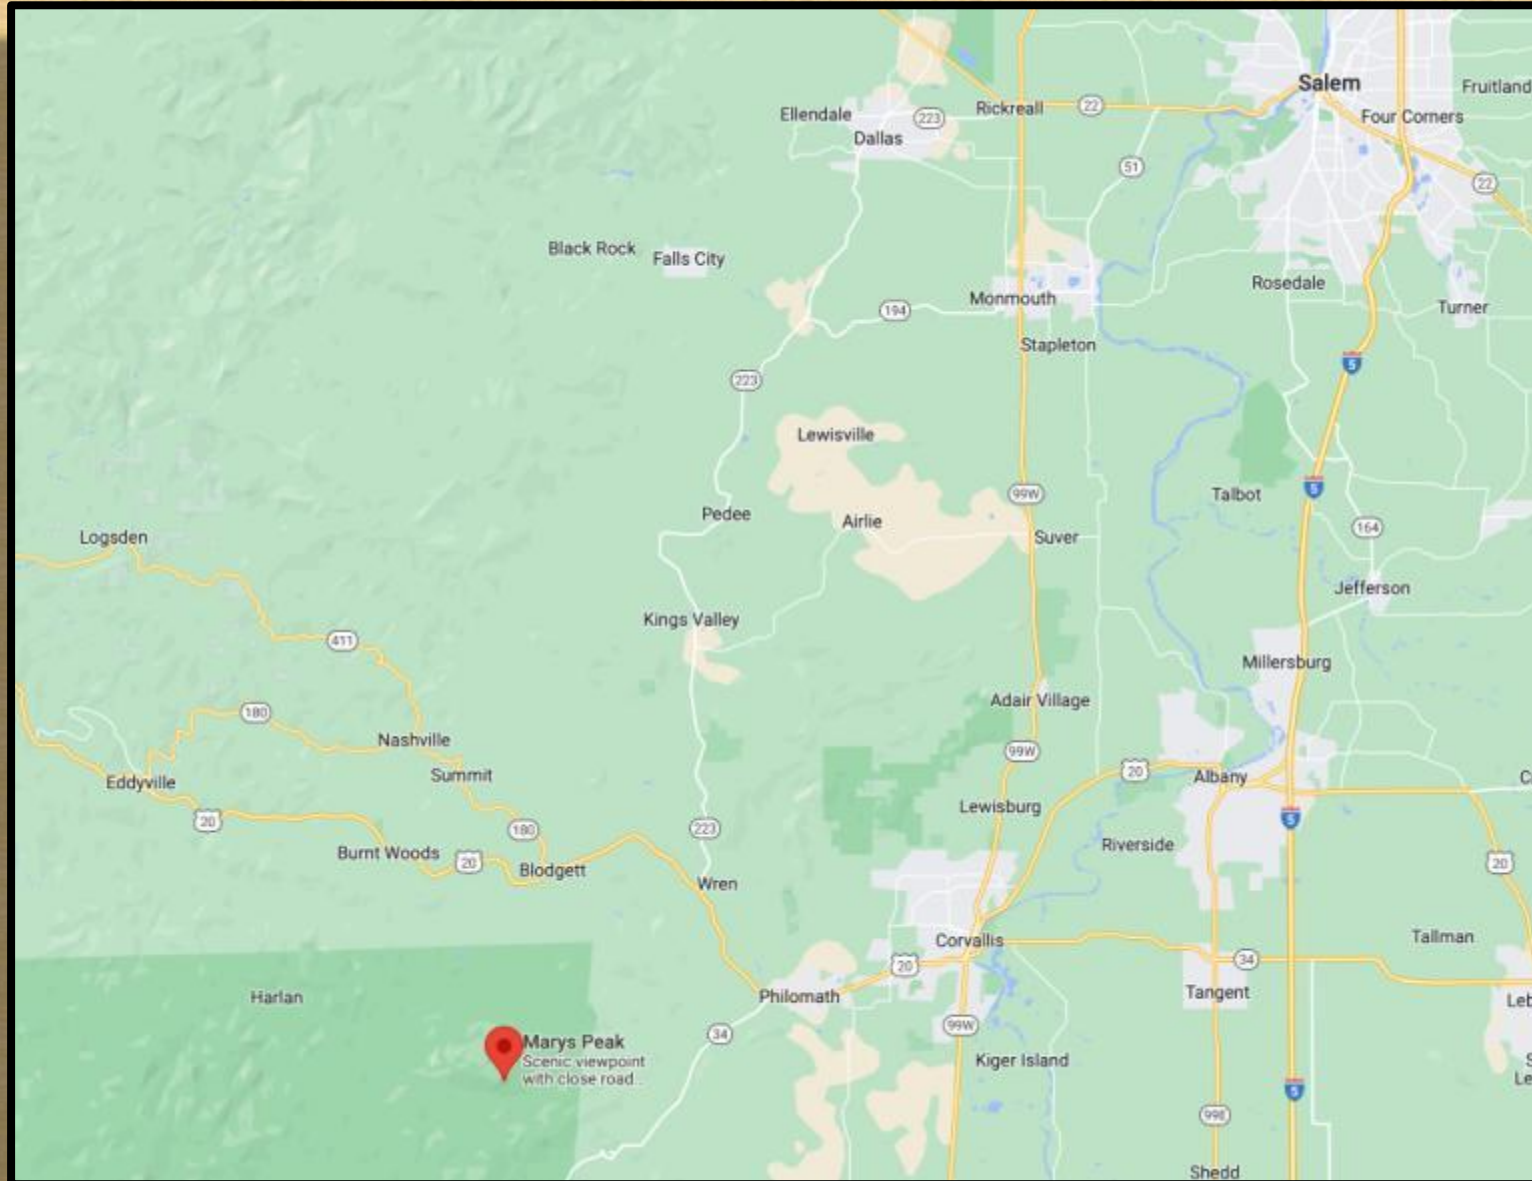 Salem
Fruitland
Ellendale
223
Rickreall
22
Four Corners
Dallas
51
22
Black Rock
Falls City
Rosedale
Monmouth
194
Turner
Stapleton
5
223
Lewisville
99W
Talbot
5
Pedee
Airlie
164
Logsden
Suver
Jefferson
Kings Valley
411
Millersburg
Adair Village
180
Nashville
99W
Summit
20
Albany
Eddyville
Lewisburg
20
180
223
5
Burnt Woods
20
Riverside
20
Blodgett
Wren
Tallman
Corvallis
20
34
Harlan
Philomath
Tangent
Leb
34
99W
Marys Peak
Scenic viewpoint
with close road...
Kiger Island
S
Le
5
99E
Shedd